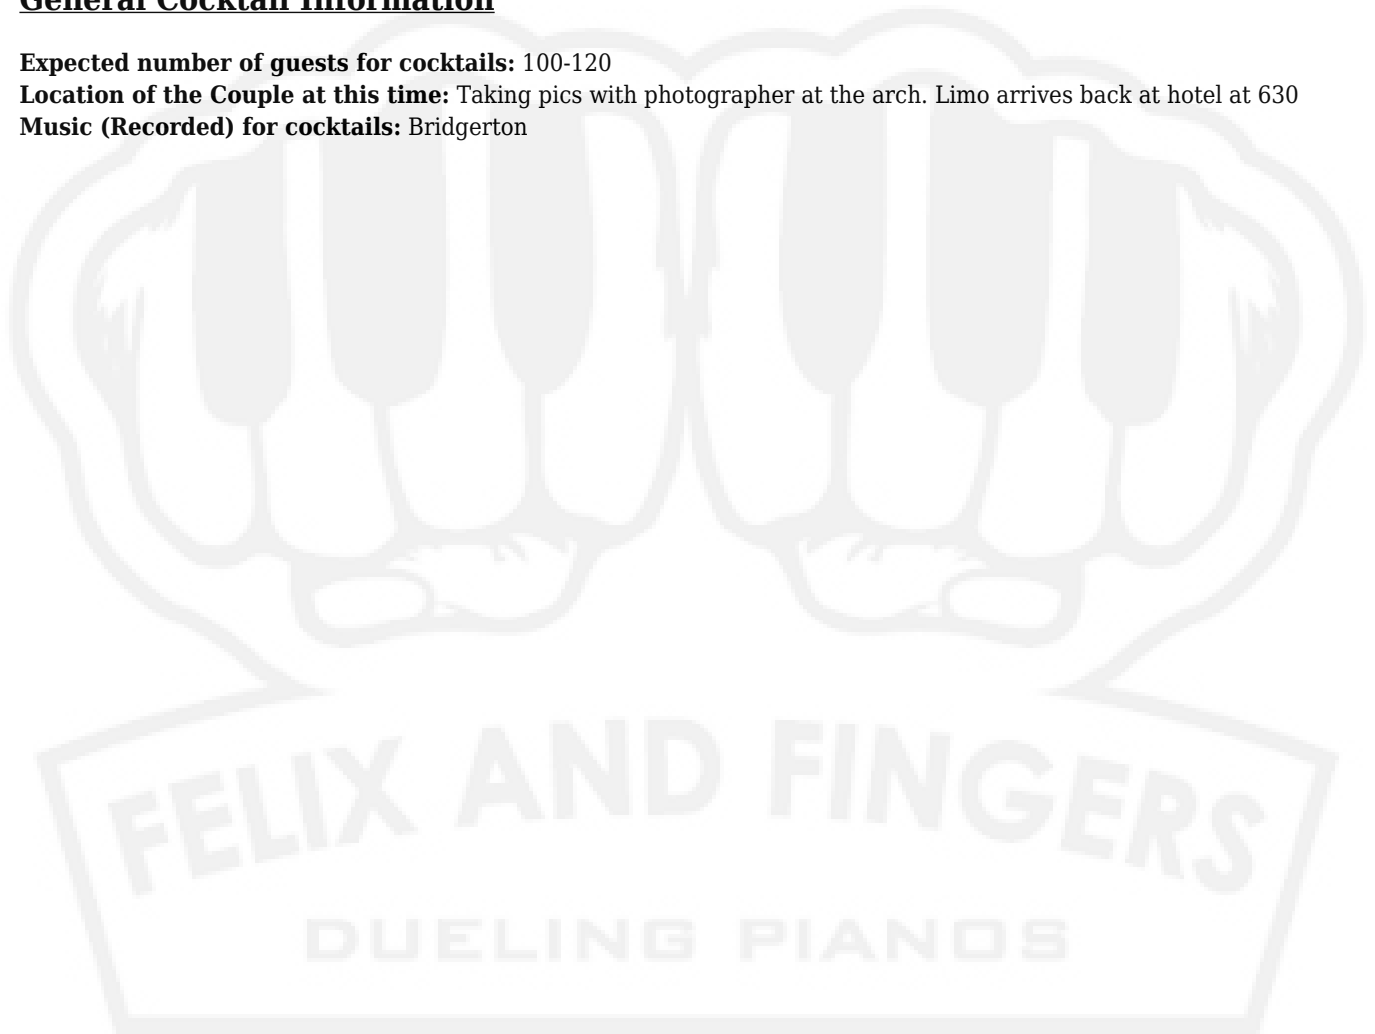 General Cocktail Information
Expected number of guests for cocktails: 100-120
Location of the Couple at this time: Taking pics with photographer at the arch. Limo arrives back at hotel at 630
Music (Recorded) for cocktails: Bridgerton
FELIX AND FINGERS
DUELING PIANOS